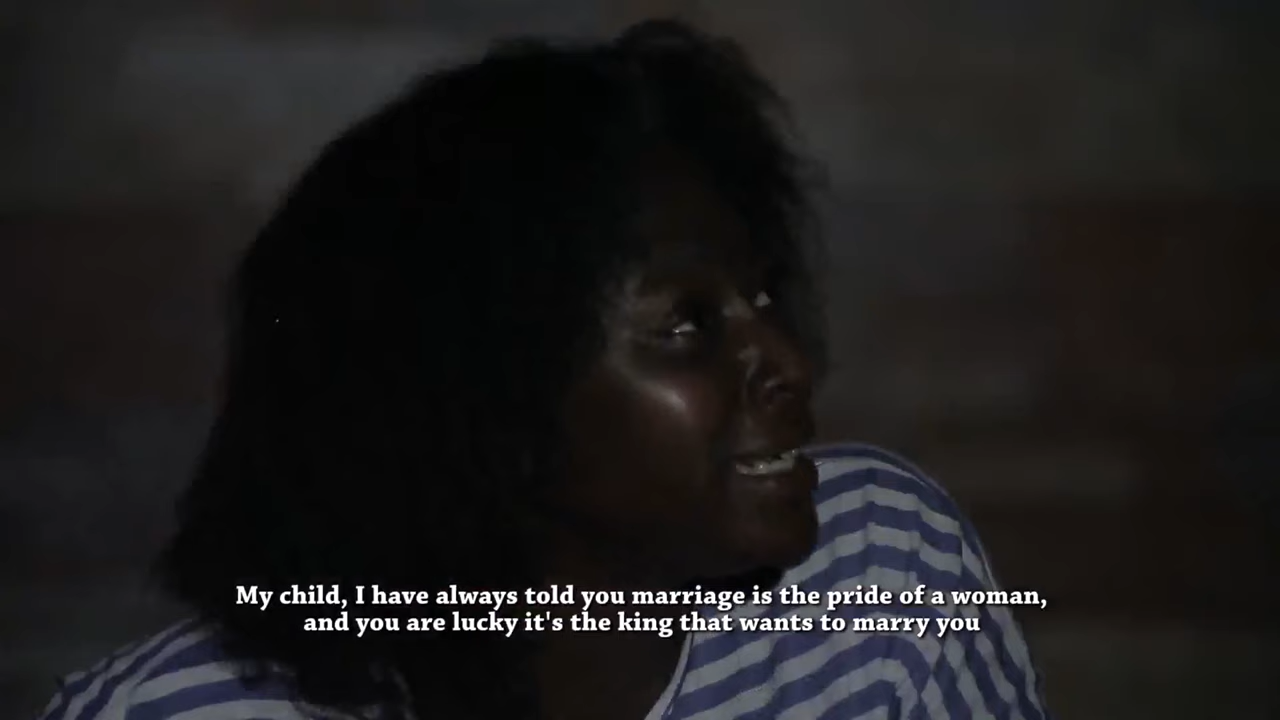 My child, I have always told you marriage is the pride of a woman,
and you are lucky it's the king that wants to marry you